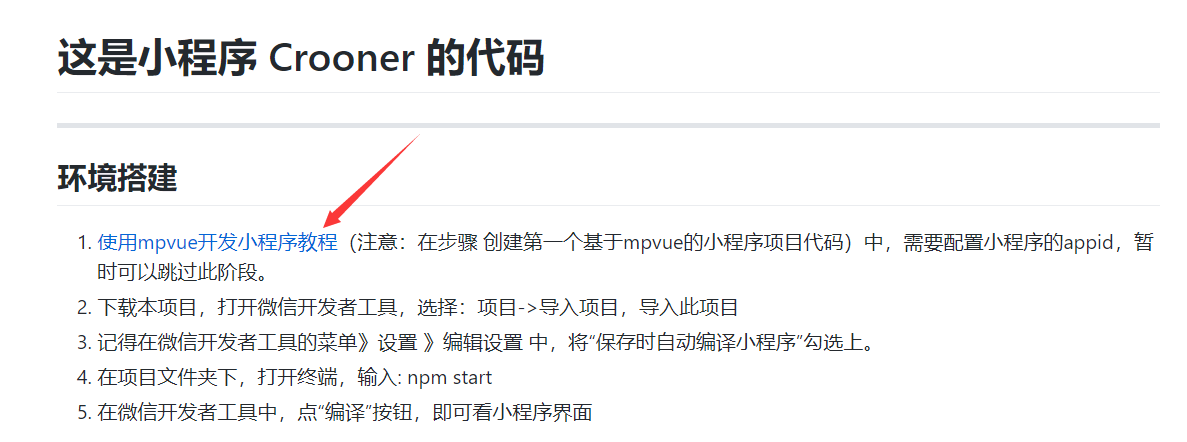 这是小程序 Crooner 的代码
环境搭建
1. 使用mpvue开发小程序教程（注意：在步骤 创建第一个基于mpvue的小程序项目代码）中，需要配置小程序的appid，暂
时可以跳过此阶段。
2. 下载本项目，打开微信开发者工具，选择：项目->导入项目，导入此项目
3. 记得在微信开发者工具的菜单》设置 》编辑设置 中，将“保存时自动编译小程序”勾选上。
4. 在项目文件夹下，打开终端，输入: npm start
5. 在微信开发者工具中，点“编译”按钮，即可看小程序界面